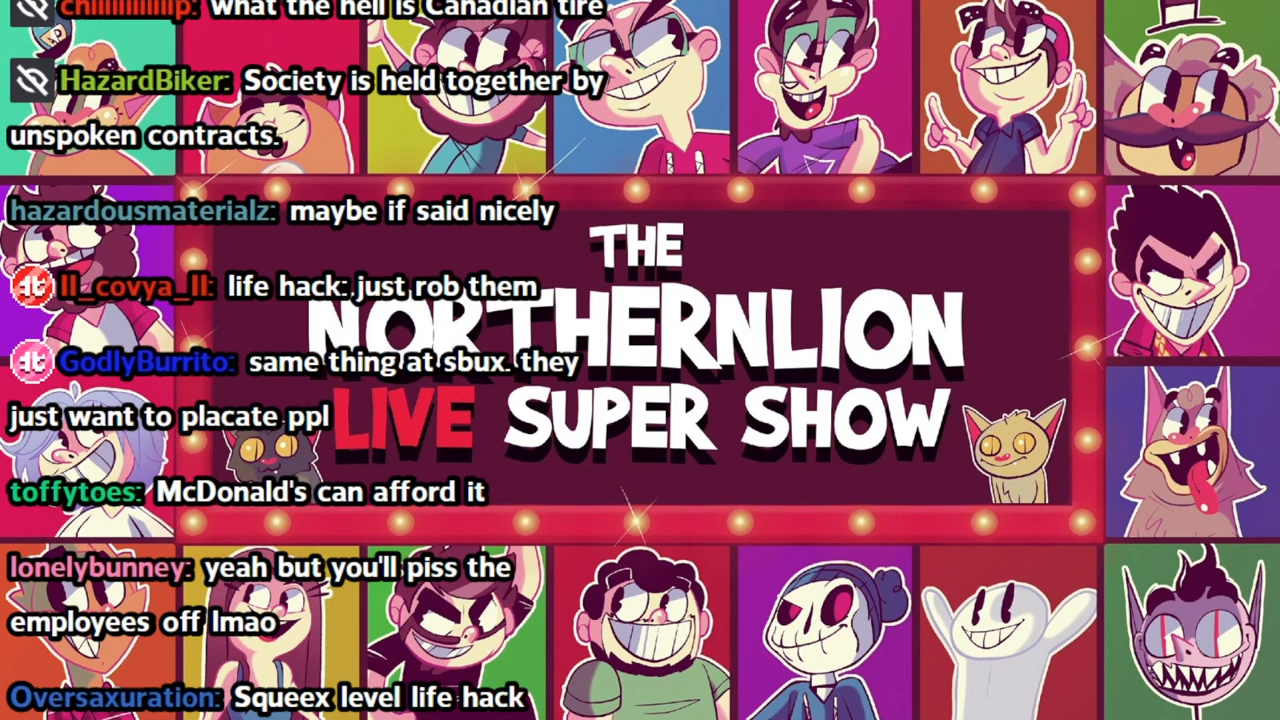 chiiiiiiiiip: what the hell is Canadian tire
HazardBiker: Society is held together by
unspoken contracts.
hazardousmaterialz: maybe if said nicely
ll_covya_ll: life hack: just rob them
GodlyBurrito: same thing at sbux. they
just want to placate ppl
toffytoes: McDonald's can afford it
lonelybunney: yeah but you'll piss the
employees off lmao
Oversaxuration: Squeex level life hack
THE
NORTHERNLION
LIVE SUPER SHOW